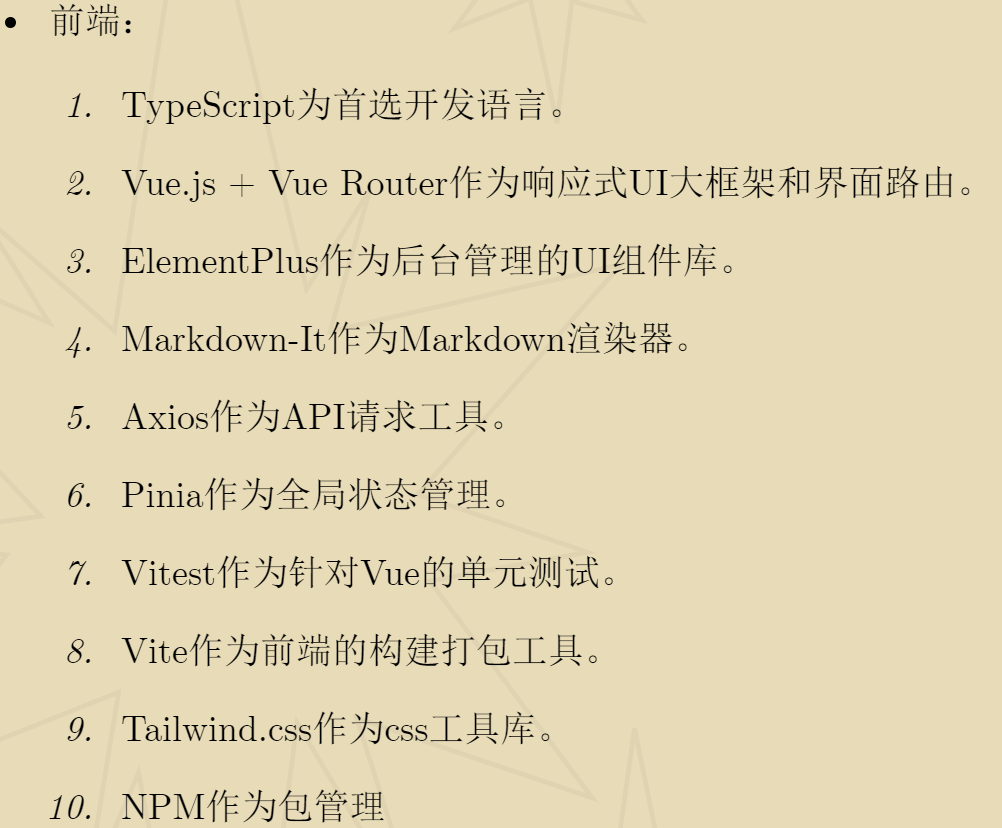 • 前端：
1. TypeScript为首选开发语言。
2. Vue.js + Vue Router作为响应式UI大框架和界面路由。
3. ElementPlus作为后台管理的UI组件库。
4. Markdown-It作为Markdown渲染器。
5. Axios作为API请求工具。
6. Pinia作为全局状态管理。
7. Vitest作为针对Vue的单元测试。
8. Vite作为前端的构建打包工具。
9. Tailwind.css作为css工具库。
10. NPM作为包管理